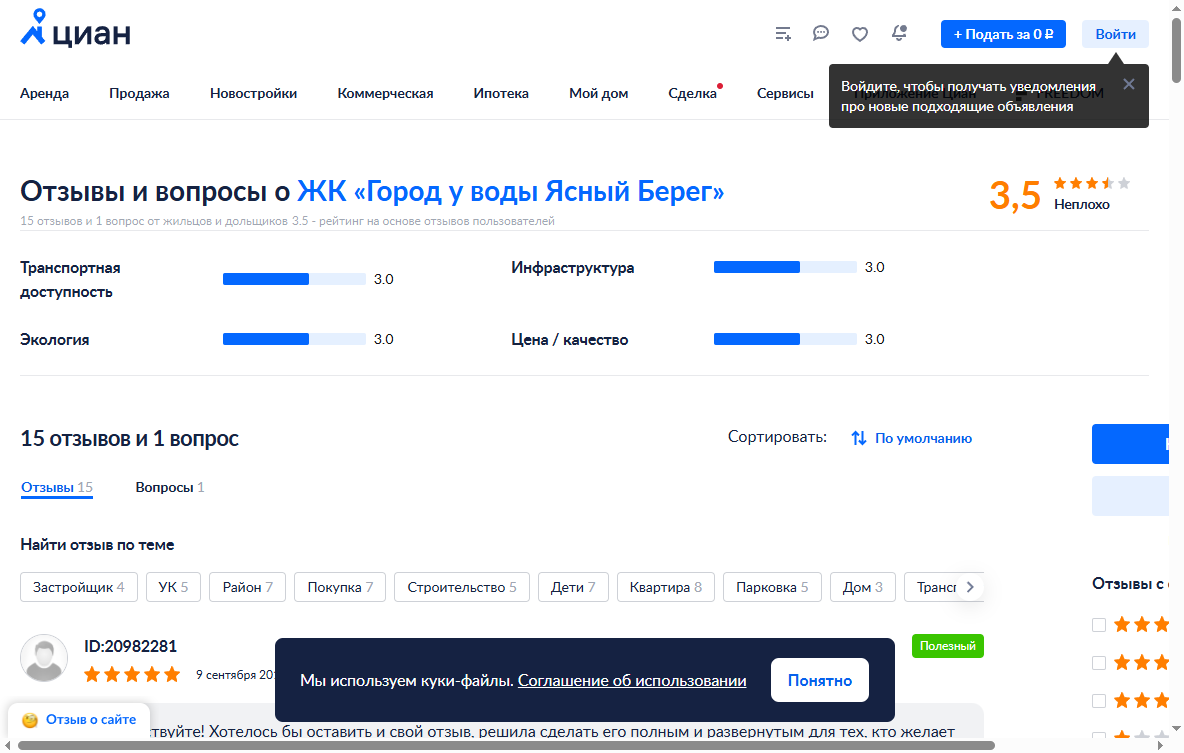 циан
+ Подать за 0 ₽
Войти
Аренда
Продажа
Новостройки
Коммерческая
Ипотека
Мой дом
Сделка
Сервисы
Приложение Циан
FREEDOM
Войдите, чтобы получать уведомления
про новые подходящие объявления
Отзывы и вопросы о ЖК «Город у воды Ясный Берег»
15 отзывов и 1 вопрос от жильцов и дольщиков 3.5 - рейтинг на основе отзывов пользователей
3,5
Неплохо
Транспортная
доступность
3.0
Инфраструктура
3.0
Экология
3.0
Цена / качество
3.0
15 отзывов и 1 вопрос
Сортировать:
По умолчанию
Отзывы 15
Вопросы 1
Найти отзыв по теме
Застройщик 4
УК 5
Район 7
Покупка 7
Строительство 5
Дети 7
Квартира 8
Парковка 5
Дом 3
Трансп
Отзывы с
ID:20982281
9 сентября 20
Полезный
Мы используем куки-файлы. Соглашение об использовании
Понятно
Отзыв о сайте
ствуйте! Хотелось бы оставить и свой отзыв, решила сделать его полным и развернутым для тех, кто желает